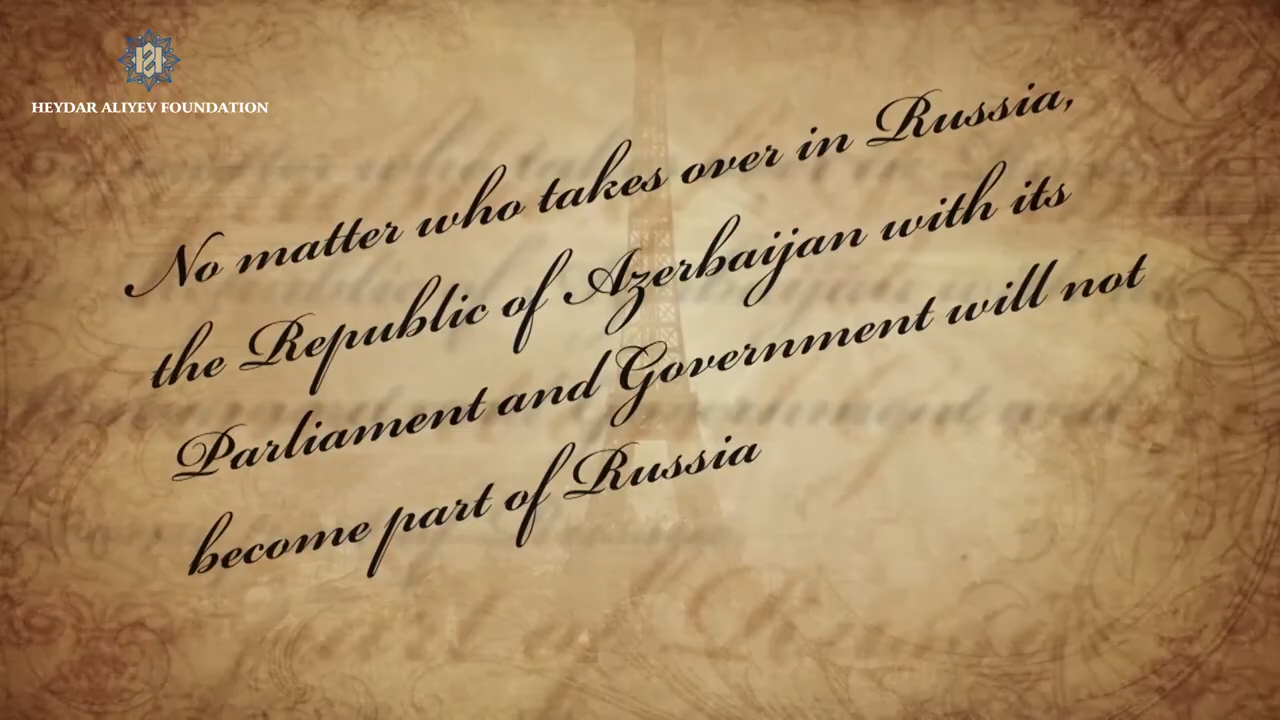 HEYDAR ALIYEV FOUNDATION
No matter who takes over in Russia,
the Republic of Azerbaijan with its
Parliament and Government will not
become part of Russia